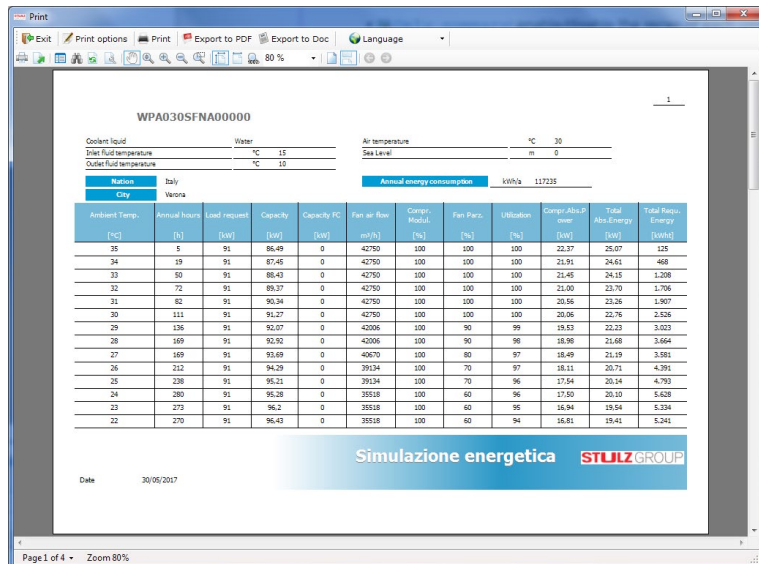 Print
Exit Print options Print Export to PDF Export to Doc Language
80 %
1
WPA030SFNA00000
Coolant liquid Water Air temperature °C 30
Inlet fluid temperature °C 15 Sea Level m 0
Outlet fluid temperature °C 10
Nation Italy Annual energy consumption kWh/a 117235
City Verona
Ambient Temp. Annual hours Load request Capacity Capacity FC Fan air flow Compr. Modul. Fan Parz. Utilization Compr.Abs.P ower Total Abs.Energy Total Requ. Energy
[°C] [h] [kW] [kW] [kW] m³/h] [%] [%] [%] [kW] [kW] [kWht]
35 5 91 86,49 42750 100 100 100 22,37 25,07 125
34 19 91 87,45 0 42750 100 100 100 21,91 24,61 468
33 50 91 88,43 0 42750 100 100 100 21,45 24,15 1.208
32 72 91 89,37 0 42750 100 100 100 21,00 23,70 1.706
31 82 91 90,34 0 42750 100 100 100 20,56 23,26 1.907
30 111 91 91,27 0 42750 100 100 100 20,06 22,76 2.526
29 136 91 92,07 0 42006 100 90 99 19,53 22,23 3.023
28 169 91 92,92 0 42006 100 90 98 18,98 21,68 3.664
27 169 91 93,69 0 40670 100 80 97 18,49 21,19 3.581
26 212 91 94,29 0 39134 100 70 97 18,11 20,71 4.391
25 238 91 95,21 0 39134 100 70 96 17,54 20,14 4.793
24 280 91 95,28 0 35518 100 60 96 17,50 20,10 5.628
23 273 91 96,2 0 35518 100 60 95 16,94 19,54 5.334
22 270 91 96,43 0 35518 100 60 94 16,81 19,41 5.241
Simulazione energetica STULZ GROUP
Date 30/05/2017
Page 1 of 4 Zoom 80%